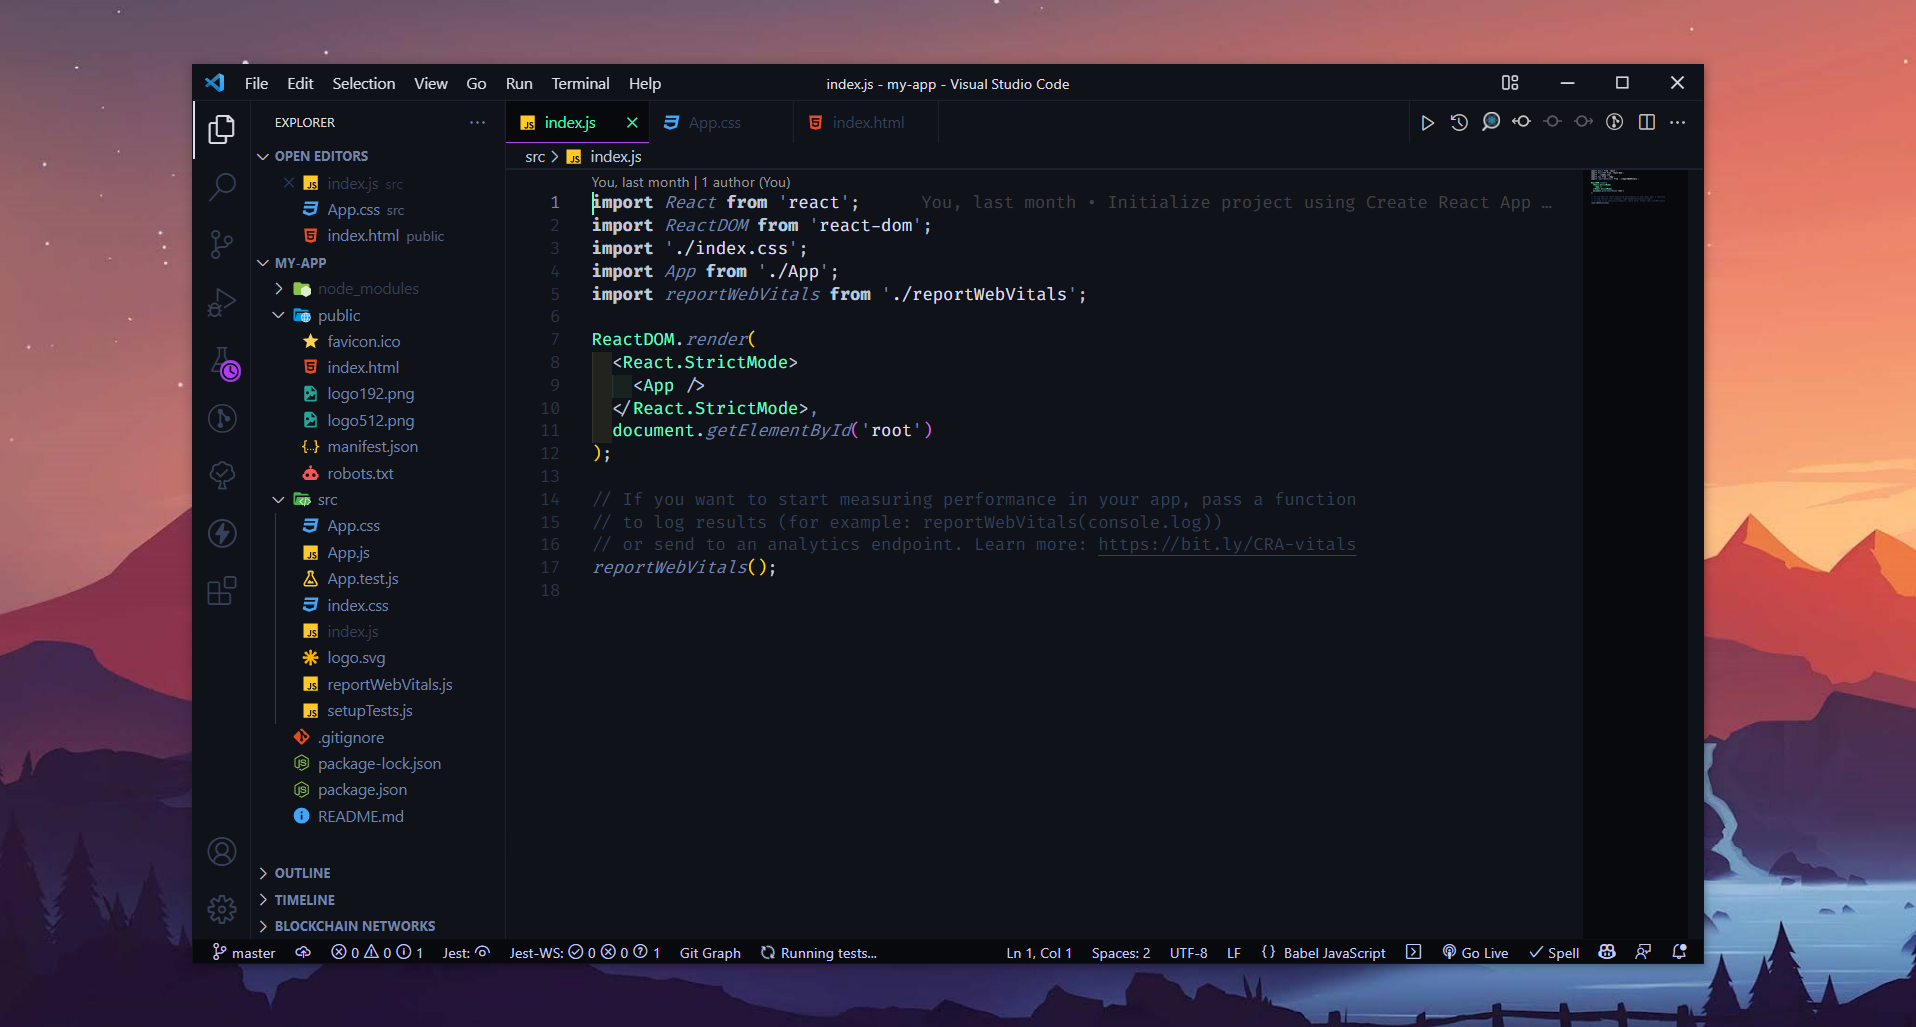 File Edit Selection View Go Run Terminal Help
index.js - my-app - Visual Studio Code
EXPLORER
OPEN EDITORS
index.js src
App.css src
index.html public
MY-APP
node_modules
public
favicon.ico
index.html
logo192.png
logo512.png
manifest.json
robots.txt
src
App.css
App.js
App.test.js
index.css
index.js
logo.svg
reportWebVitals.js
setupTests.js
.gitignore
package-lock.json
package.json
README.md
OUTLINE
TIMELINE
BLOCKCHAIN NETWORKS
index.js App.css index.html
src > index.js
You, last month | 1 author (You)
1 import React from 'react'; You, last month • Initialize project using Create React App …
2 import ReactDOM from 'react-dom';
3 import './index.css';
4 import App from './App';
5 import reportWebVitals from './reportWebVitals';
6
7 ReactDOM.render(
8 <React.StrictMode>
9 <App />
10 </React.StrictMode>,
11 document.getElementById('root')
12 );
13
14 // If you want to start measuring performance in your app, pass a function
15 // to log results (for example: reportWebVitals(console.log))
16 // or send to an analytics endpoint. Learn more: https://bit.ly/CRA-vitals
17 reportWebVitals();
18
master 0 0 1 Jest: Jest-WS: 0 0 1 Git Graph Running tests... Ln 1, Col 1 Spaces: 2 UTF-8 LF {} Babel JavaScript Go Live Spell